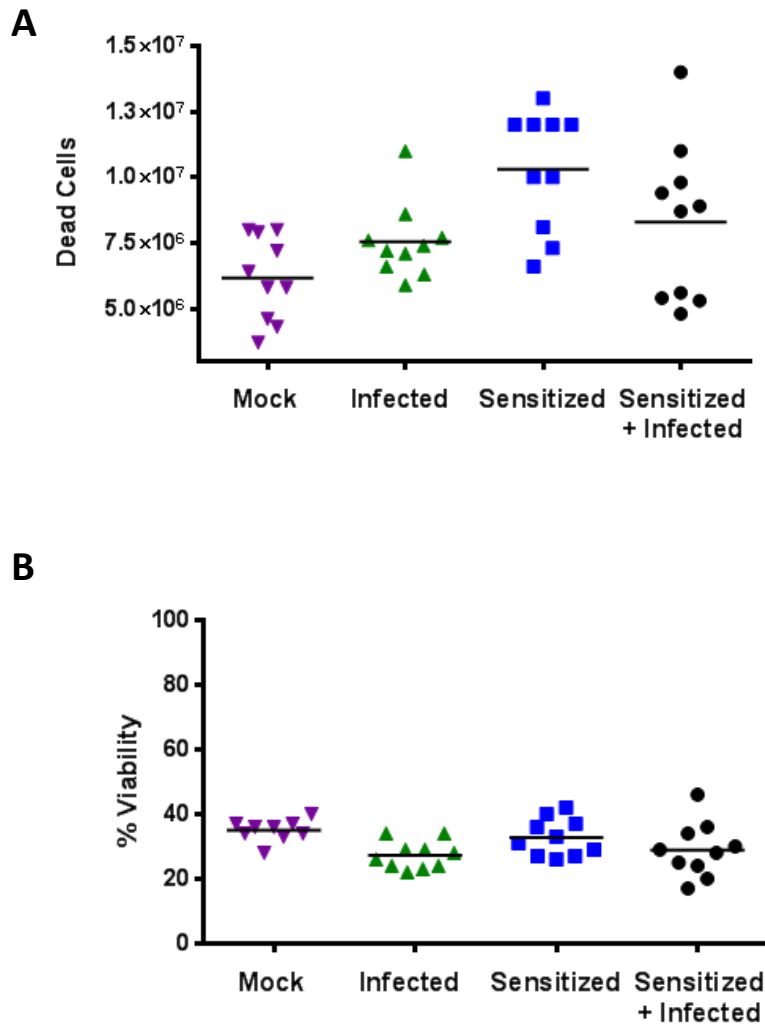 A
1.5×10⁷
1.3×10⁷
1.0×10⁷
7.5×10⁶
5.0×10⁶
Dead Cells
Mock Infected Sensitized Sensitized
+ Infected
B
100
80
60
40
20
0
% Viability
Mock Infected Sensitized Sensitized
+ Infected